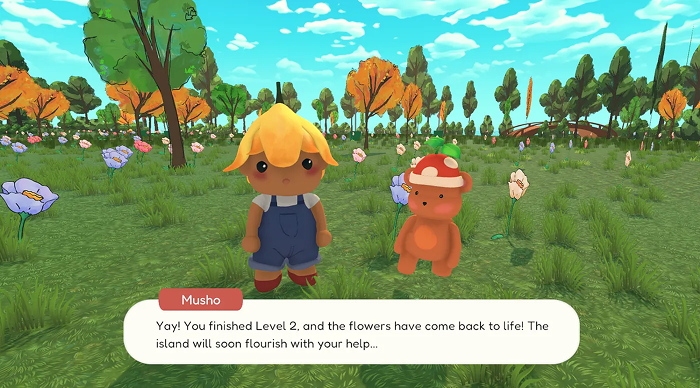 Musho
Yay! You finished Level 2, and the flowers have come back to life! The
island will soon flourish with your help...